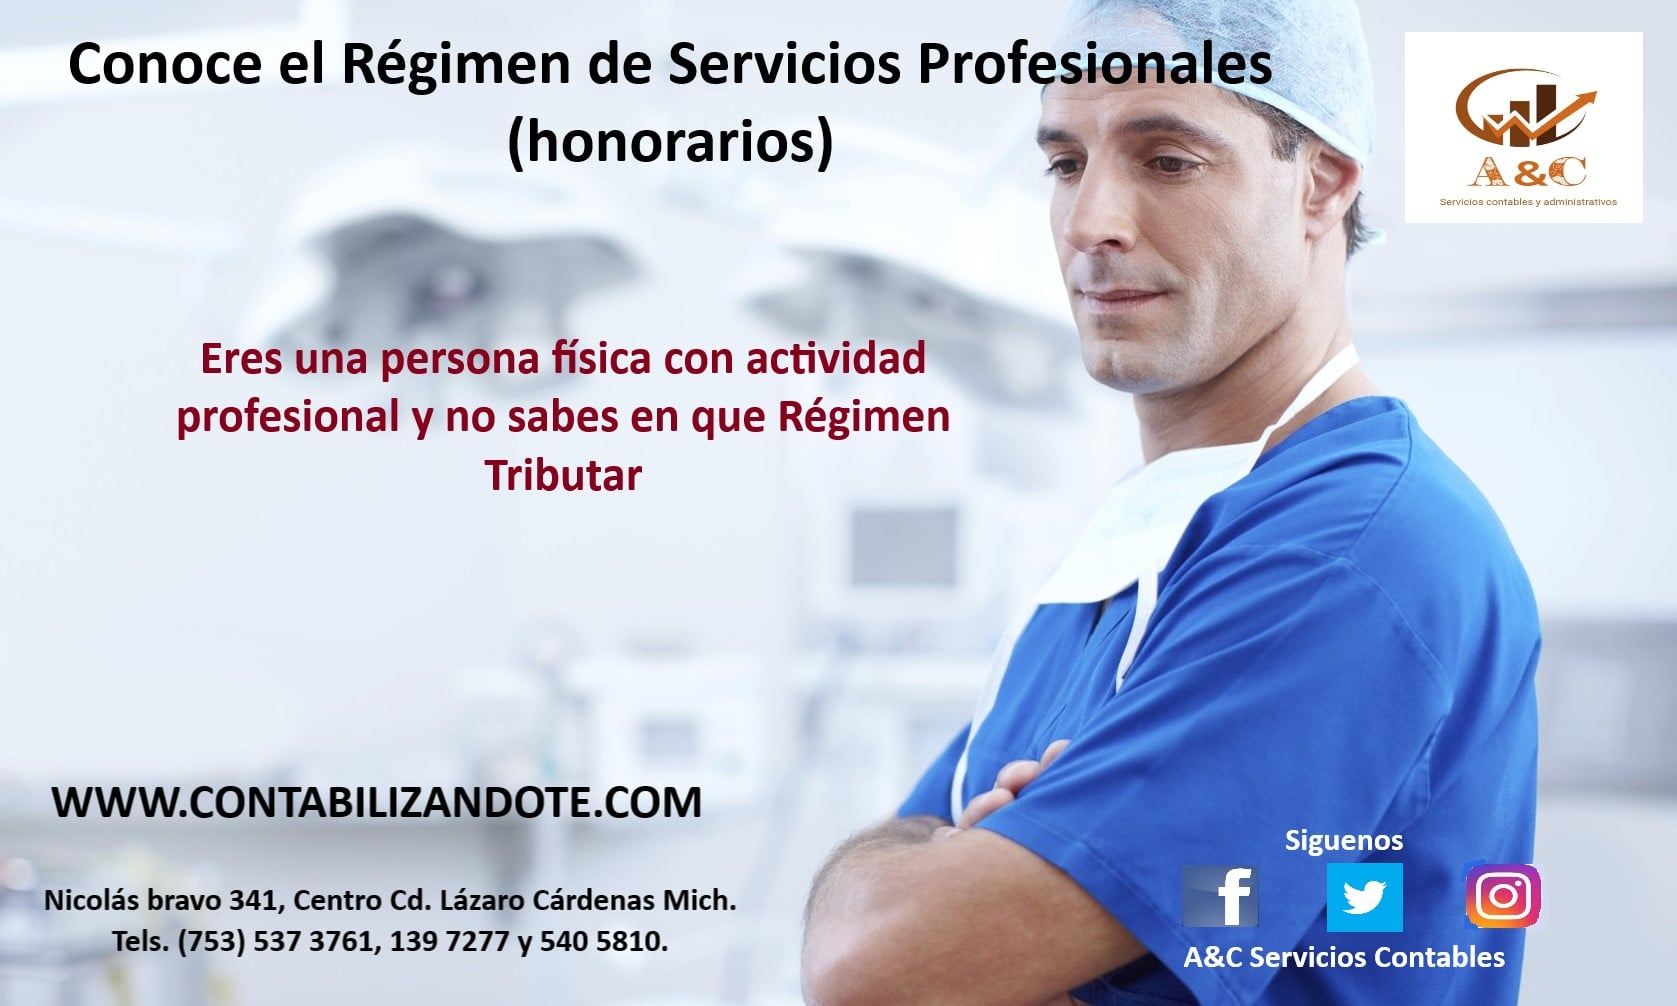 Conoce el Régimen de Servicios Profesionales
(honorarios)
A&C
Servicios contables y administrativos
Eres una persona física con actividad
profesional y no sabes en que Régimen
Tributar
WWW.CONTABILIZANDOTE.COM
Nicolás bravo 341, Centro Cd. Lázaro Cárdenas Mich.
Tels. (753) 537 3761, 139 7277 y 540 5810.
Siguenos
A&C Servicios Contables